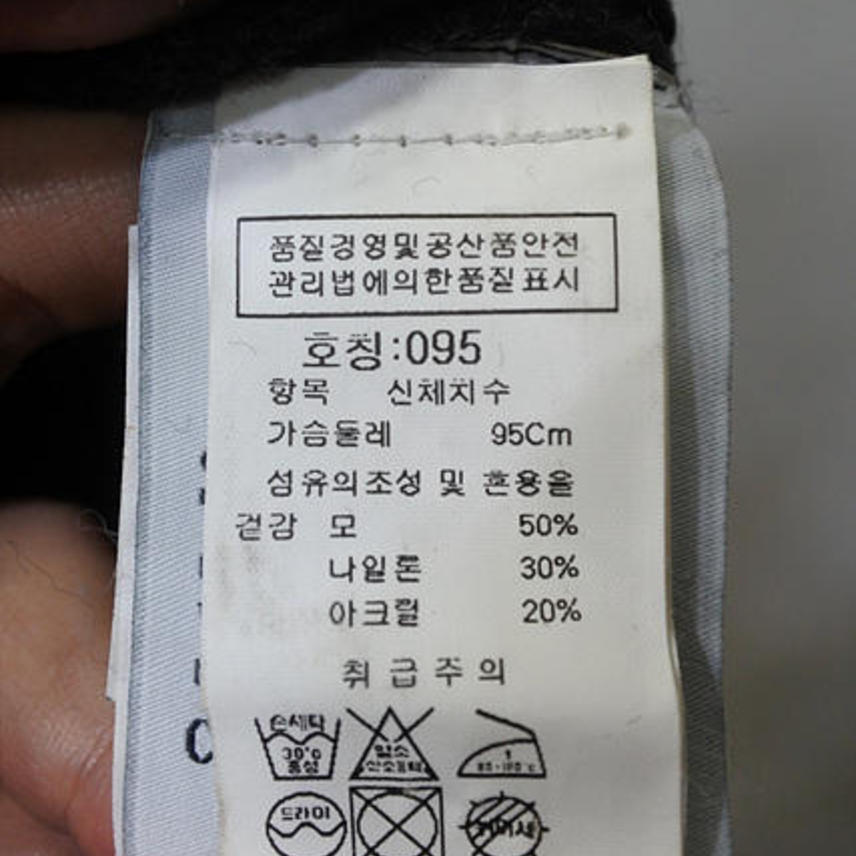 품질경영및공산품안전
관리법에의한품질표시
호칭:095
항목 신체치수
가슴둘레 95Cm
섬유의조성 및 혼용율
겉감 모 50%
나일론 30%
아크릴 20%
취급주의
손세탁
30°c
중성
염소
산소표백
드라이